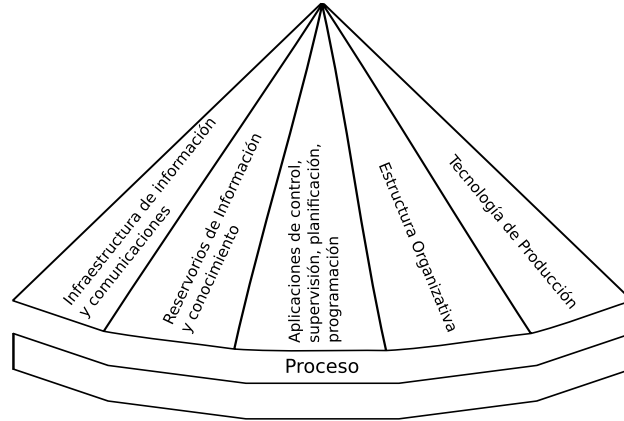 Infraestructura de información
y comunicaciones
Reservorios de Información
y conocimiento
Aplicaciones de control,
supervisión, planificación,
programación
Estructura Organizativa
Tecnología de Producción
Proceso